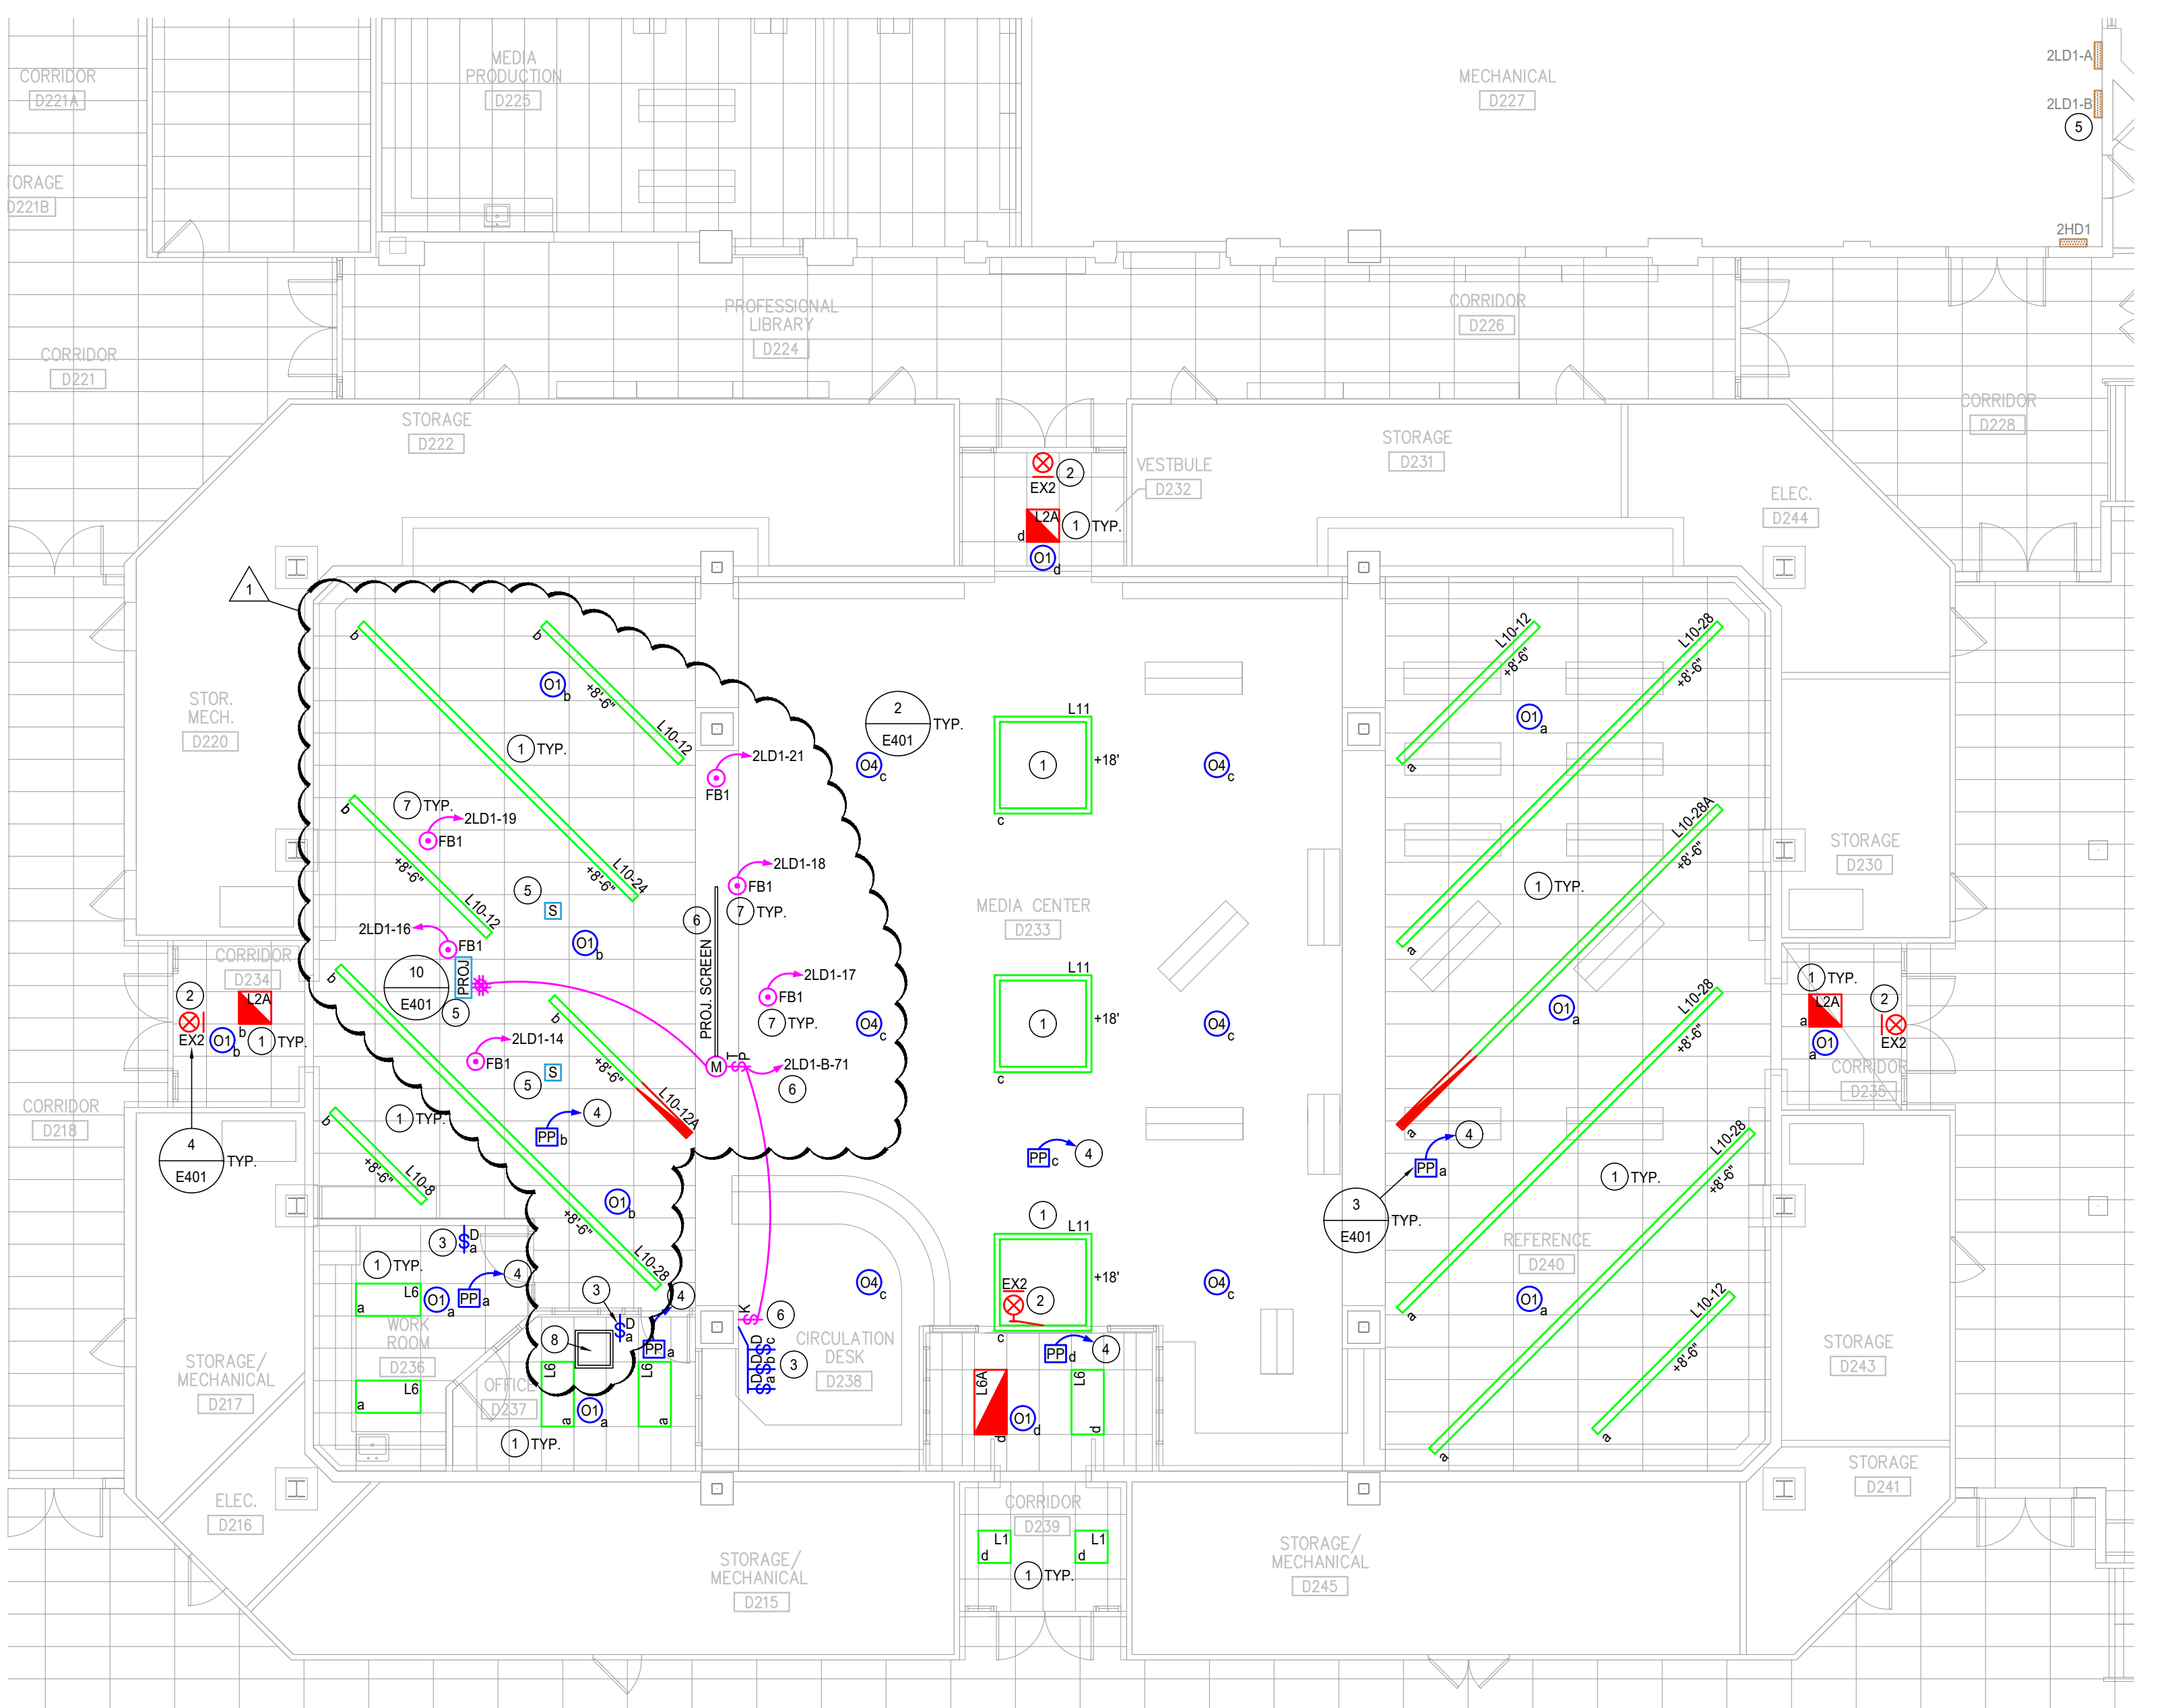 CORRIDOR
D221A
MEDIA
PRODUCTION
D225
MECHANICAL
D227
2LD1-A
2LD1-B
5
TORAGE
D221B
2HD1
CORRIDOR
D221
PROFESSIONAL
LIBRARY
D224
CORRIDOR
D226
CORRIDOR
D228
STORAGE
D222
STORAGE
D231
VESTBULE
D232
ELEC.
D244
EX2
2
L2A
d
1
TYP.
O1
d
1
STOR.
MECH.
D220
b
b
O1
b
+8'-6"
L10-12
1
TYP.
+8'-6"
L10-24
2
E401
TYP.
2LD1-21
FB1
O4
c
L11
1
+18'
c
O4
c
L10-12
+8'-6"
a
L10-28
+8'-6"
a
O1
a
b
7
TYP.
2LD1-19
FB1
+8'-6"
L10-12
5
S
2LD1-18
FB1
7
TYP.
6
PROJ. SCREEN
MEDIA CENTER
D233
L10-28A
+8'-6"
a
1
TYP.
STORAGE
D230
2LD1-16
FB1
10
E401
PROJ
5
O1
b
2LD1-17
FB1
7
TYP.
O4
c
L11
1
+18'
c
O4
c
O1
a
L10-28
+8'-6"
a
CORRIDOR
D234
2
EX2
L2A
b
O1
b
1
TYP.
4
E401
TYP.
CORRIDOR
D218
1
TYP.
L2A
a
O1
a
2
EX2
CORRIDOR
D235
b
b
+8'-6"
L10-12A
2LD1-14
FB1
5
S
M
$
T
P
2LD1-B-71
6
4
PP
b
1
TYP.
b
+8'-6"
L10-8
O1
b
+8'-6"
L10-28
PP
c
4
PP
a
4
3
E401
TYP.
L10-28
+8'-6"
a
1
TYP.
REFERENCE
D240
O1
a
L10-12
+8'-6"
a
3
$
D
a
1
TYP.
L6
a
O1
a
PP
a
4
WORK
ROOM
D236
L6
a
3
$
D
a
4
PP
a
8
OFFICE
D237
L6
a
O1
a
L6
a
1
TYP.
$
K
6
$
D
a
$
D
b
$
D
c
3
CIRCULATION
DESK
D238
O4
c
1
L11
+18'
EX2
2
c
O4
c
PP
d
4
L6A
d
O1
d
L6
d
STORAGE/
MECHANICAL
D217
ELEC.
D216
STORAGE/
MECHANICAL
D215
CORRIDOR
D239
L1
d
L1
d
1
TYP.
STORAGE/
MECHANICAL
D245
STORAGE
D243
STORAGE
D241